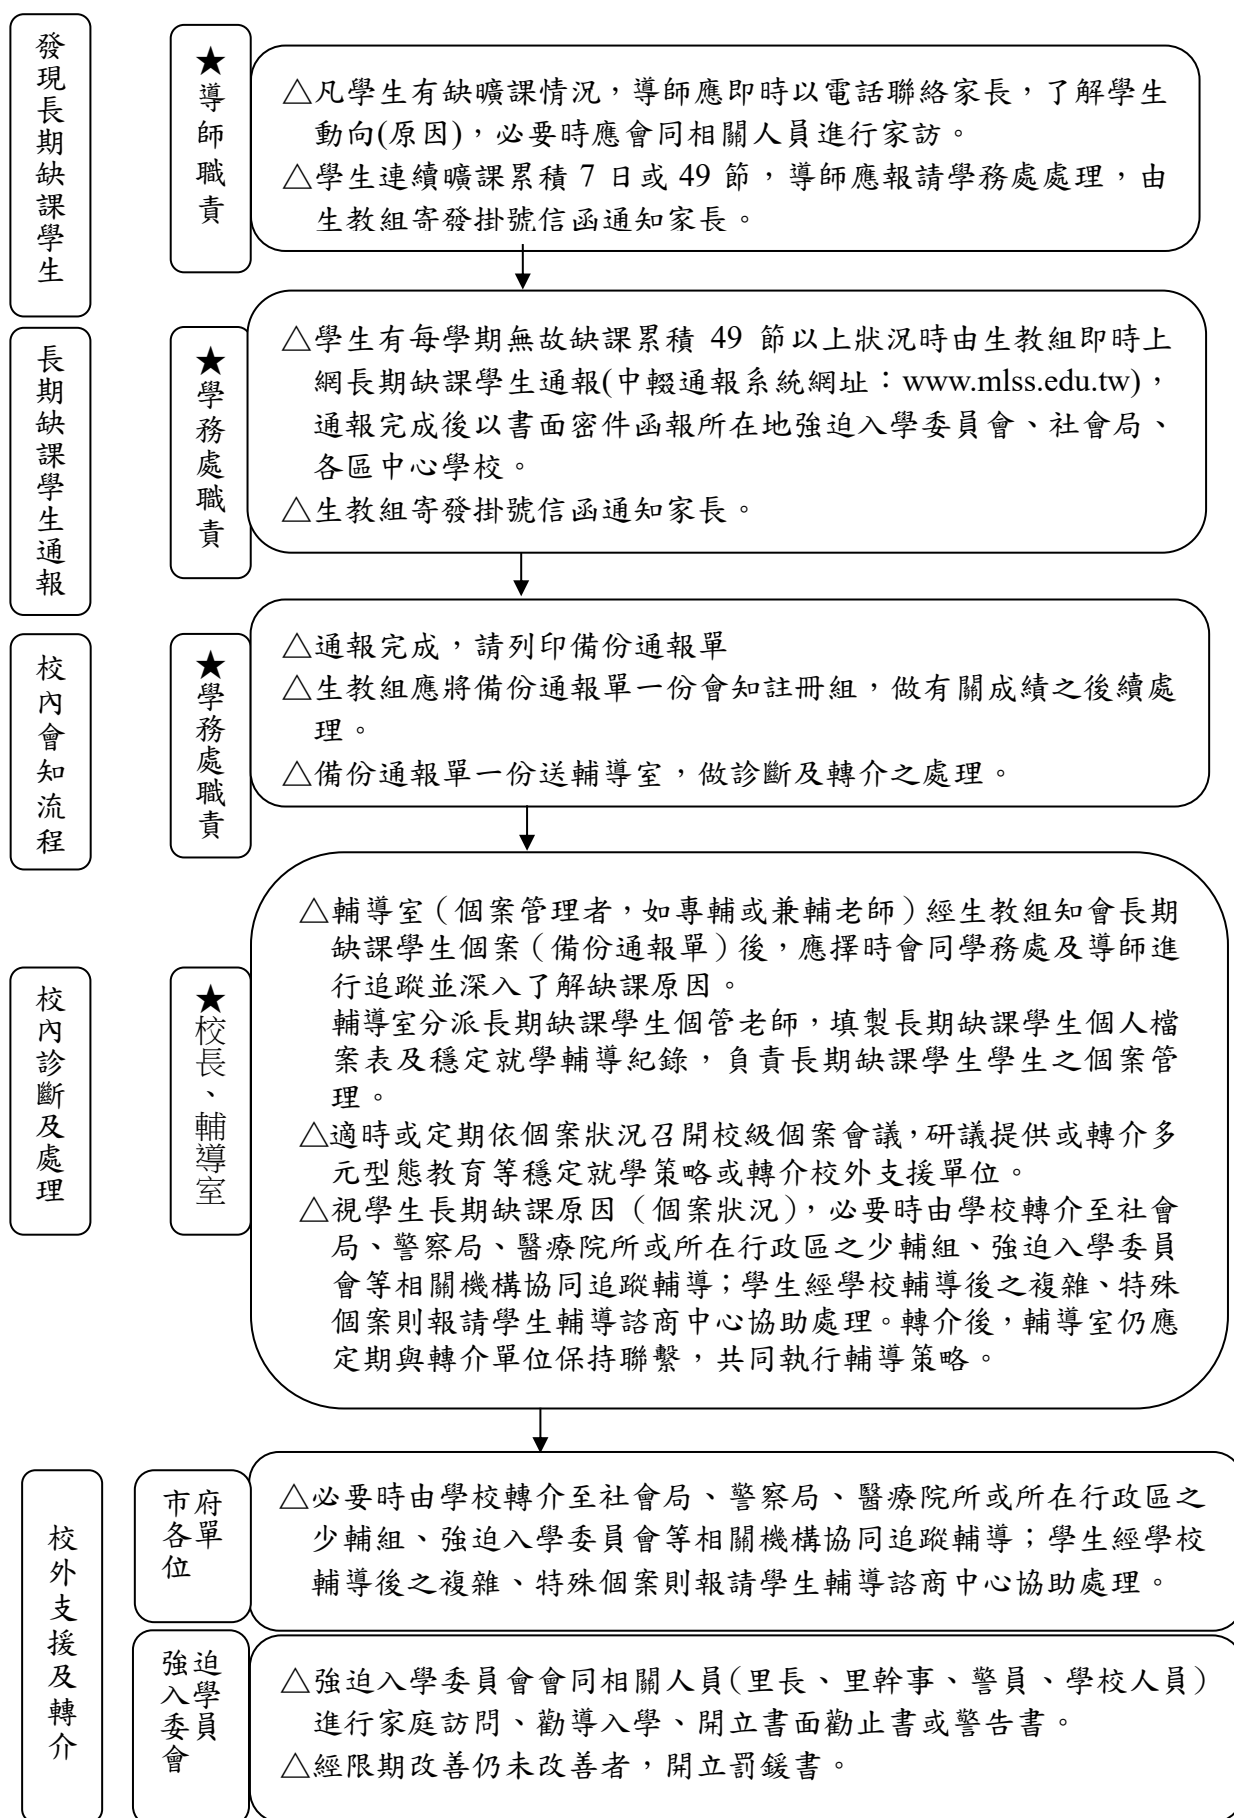 發現長期缺課學生
★導師職責
△凡學生有缺曠課情況，導師應即時以電話聯絡家長，了解學生
動向(原因)，必要時應會同相關人員進行家訪。
△學生連續曠課累積 7 日或 49 節，導師應報請學務處處理，由
生教組寄發掛號信函通知家長。
長期缺課學生通報
★學務處職責
△學生有每學期無故缺課累積 49 節以上狀況時由生教組即時上
網長期缺課學生通報(中輟通報系統網址：www.mlss.edu.tw)，
通報完成後以書面密件函報所在地強迫入學委員會、社會局、
各區中心學校。
△生教組寄發掛號信函通知家長。
校內會知流程
★學務處職責
△通報完成，請列印備份通報單
△生教組應將備份通報單一份會知註冊組，做有關成績之後續處
理。
△備份通報單一份送輔導室，做診斷及轉介之處理。
校內診斷及處理
★校長、輔導室
△輔導室（個案管理者，如專輔或兼輔老師）經生教組知會長期
缺課學生個案（備份通報單）後，應擇時會同學務處及導師進
行追蹤並深入了解缺課原因。
輔導室分派長期缺課學生個管老師，填製長期缺課學生個人檔
案表及穩定就學輔導紀錄，負責長期缺課學生學生之個案管
理。
△適時或定期依個案狀況召開校級個案會議，研議提供或轉介多
元型態教育等穩定就學策略或轉介校外支援單位。
△視學生長期缺課原因（個案狀況），必要時由學校轉介至社會
局、警察局、醫療院所或所在行政區之少輔組、強迫入學委員
會等相關機構協同追蹤輔導；學生經學校輔導後之複雜、特殊
個案則報請學生輔導諮商中心協助處理。轉介後，輔導室仍應
定期與轉介單位保持聯繫，共同執行輔導策略。
校外支援及轉介
市府
各單
位
△必要時由學校轉介至社會局、警察局、醫療院所或所在行政區之
少輔組、強迫入學委員會等相關機構協同追蹤輔導；學生經學校
輔導後之複雜、特殊個案則報請學生輔導諮商中心協助處理。
強迫
入學
委員
會
△強迫入學委員會會同相關人員(里長、里幹事、警員、學校人員)
進行家庭訪問、勸導入學、開立書面勸止書或警告書。
△經限期改善仍未改善者，開立罰鍰書。